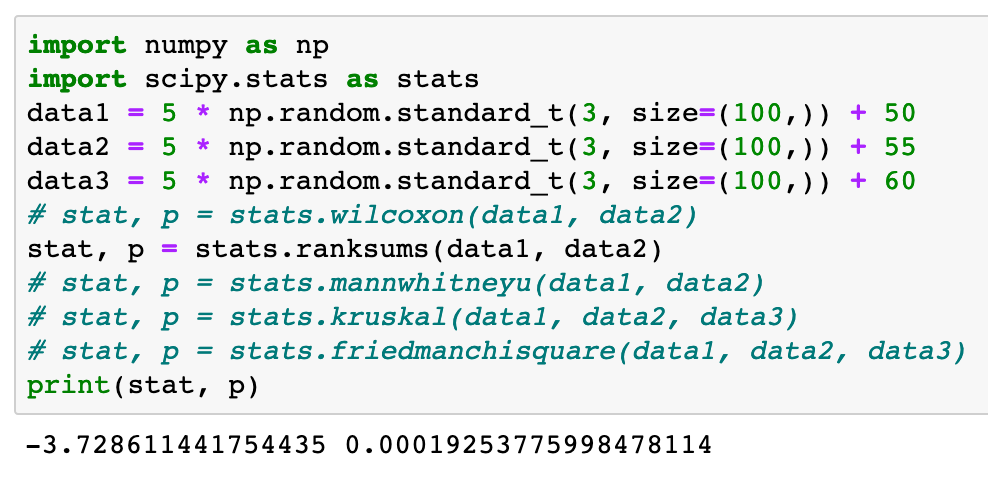 import numpy as np
import scipy.stats as stats
data1 = 5 * np.random.standard_t(3, size=(100,)) + 50
data2 = 5 * np.random.standard_t(3, size=(100,)) + 55
data3 = 5 * np.random.standard_t(3, size=(100,)) + 60
# stat, p = stats.wilcoxon(data1, data2)
stat, p = stats.ranksums(data1, data2)
# stat, p = stats.mannwhitneyu(data1, data2)
# stat, p = stats.kruskal(data1, data2, data3)
# stat, p = stats.friedmanchisquare(data1, data2, data3)
print(stat, p)
-3.728611441754435 0.00019253775998478114